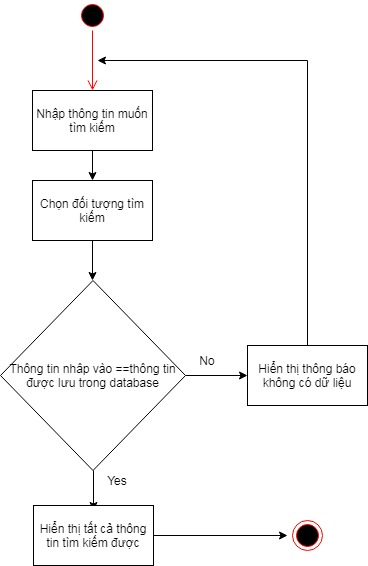 Nhập thông tin muốn
tìm kiếm
Chọn đối tượng tìm
kiếm
Thông tin nhâp vào ==thông tin
được lưu trong database
No
Hiển thị thông báo
không có dữ liệu
Yes
Hiển thị tất cả thông
tin tìm kiếm được